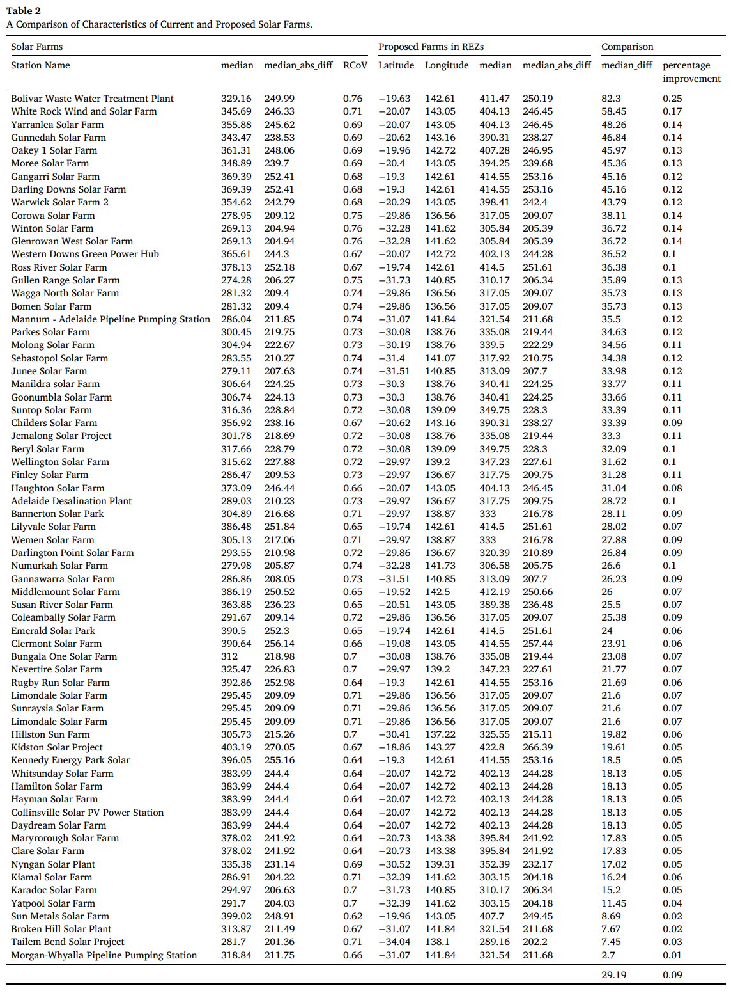 Table 2
A Comparison of Characteristics of Current and Proposed Solar Farms.
Solar Farms Proposed Farms in REZs Comparison
Station Name median median_abs_diff RCoV Latitude Longitude median median_abs_diff median_diff percentage
improvement
Bolivar Waste Water Treatment Plant 329.16 249.99 0.76 −19.63 142.61 411.47 250.19 82.3 0.25
White Rock Wind and Solar Farm 345.69 246.33 0.71 −20.07 143.05 404.13 246.45 58.45 0.17
Yarranlea Solar Farm 355.88 245.62 0.69 −20.07 143.05 404.13 246.45 48.26 0.14
Gunnedah Solar Farm 343.47 238.53 0.69 −20.62 143.16 390.31 238.27 46.84 0.14
Oakey 1 Solar Farm 361.31 248.06 0.69 −19.96 142.72 407.28 246.95 45.97 0.13
Moree Solar Farm 348.89 239.7 0.69 −20.4 143.05 394.25 239.68 45.36 0.13
Gangarri Solar Farm 369.39 252.41 0.68 −19.3 142.61 414.55 253.16 45.16 0.12
Darling Downs Solar Farm 369.39 252.41 0.68 −19.3 142.61 414.55 253.16 45.16 0.12
Warwick Solar Farm 2 354.62 242.79 0.68 −20.29 143.05 398.41 242.4 43.79 0.12
Corowa Solar Farm 278.95 209.12 0.75 −29.86 136.56 317.05 209.07 38.11 0.14
Winton Solar Farm 269.13 204.94 0.76 −32.28 141.62 305.84 205.39 36.72 0.14
Glenrowan West Solar Farm 269.13 204.94 0.76 −32.28 141.62 305.84 205.39 36.72 0.14
Western Downs Green Power Hub 365.61 244.3 0.67 −20.07 142.72 402.13 244.28 36.52 0.1
Ross River Solar Farm 378.13 252.18 0.67 −19.74 142.61 414.5 251.61 36.38 0.1
Gullen Range Solar Farm 274.28 206.27 0.75 −31.73 140.85 310.17 206.34 35.89 0.13
Wagga North Solar Farm 281.32 209.4 0.74 −29.86 136.56 317.05 209.07 35.73 0.13
Bomen Solar Farm 281.32 209.4 0.74 −29.86 136.56 317.05 209.07 35.73 0.13
Mannum - Adelaide Pipeline Pumping Station 286.04 211.85 0.74 −31.07 141.84 321.54 211.68 35.5 0.12
Parkes Solar Farm 300.45 219.75 0.73 −30.08 138.76 335.08 219.44 34.63 0.12
Molong Solar Farm 304.94 222.67 0.73 −30.19 138.76 339.5 222.29 34.56 0.11
Sebastopol Solar Farm 283.55 210.27 0.74 −31.4 141.07 317.92 210.75 34.38 0.12
Junee Solar Farm 279.11 207.63 0.74 −31.51 140.85 313.09 207.7 33.98 0.12
Manildra solar Farm 306.64 224.25 0.73 −30.3 138.76 340.41 224.25 33.77 0.11
Goonumbla Solar Farm 306.74 224.13 0.73 −30.3 138.76 340.41 224.25 33.66 0.11
Suntop Solar Farm 316.36 228.84 0.72 −30.08 139.09 349.75 228.3 33.39 0.11
Childers Solar Farm 356.92 238.16 0.67 −20.62 143.16 390.31 238.27 33.39 0.09
Jemalong Solar Project 301.78 218.69 0.72 −30.08 138.76 335.08 219.44 33.3 0.11
Beryl Solar Farm 317.66 228.79 0.72 −30.08 139.09 349.75 228.3 32.09 0.1
Wellington Solar Farm 315.62 227.88 0.72 −29.97 139.2 347.23 227.61 31.62 0.1
Finley Solar Farm 286.47 209.53 0.73 −29.97 136.67 317.75 209.75 31.28 0.11
Haughton Solar Farm 373.09 246.44 0.66 −20.07 143.05 404.13 246.45 31.04 0.08
Adelaide Desalination Plant 289.03 210.23 0.73 −29.97 136.67 317.75 209.75 28.72 0.1
Bannerton Solar Park 304.89 216.68 0.71 −29.97 138.87 333 216.78 28.11 0.09
Lilyvale Solar Farm 386.48 251.84 0.65 −19.74 142.61 414.5 251.61 28.02 0.07
Wemen Solar Farm 305.13 217.06 0.71 −29.97 138.87 333 216.78 27.88 0.09
Darlington Point Solar Farm 293.55 210.98 0.72 −29.86 136.67 320.39 210.89 26.84 0.09
Numurkah Solar Farm 279.98 205.87 0.74 −32.28 141.73 306.58 205.75 26.6 0.1
Gannawarra Solar Farm 286.86 208.05 0.73 −31.51 140.85 313.09 207.7 26.23 0.09
Middlemount Solar Farm 386.19 250.52 0.65 −19.52 142.5 412.19 250.66 26 0.07
Susan River Solar Farm 363.88 236.23 0.65 −20.51 143.05 389.38 236.48 25.5 0.07
Coleambally Solar Farm 291.67 209.14 0.72 −29.86 136.56 317.05 209.07 25.38 0.09
Emerald Solar Park 390.5 252.3 0.65 −19.74 142.61 414.5 251.61 24 0.06
Clermont Solar Farm 390.64 256.14 0.66 −19.08 143.05 414.55 257.44 23.91 0.06
Bungala One Solar Farm 312 218.98 0.7 −30.08 138.76 335.08 219.44 23.08 0.07
Nevertire Solar Farm 325.47 226.83 0.7 −29.97 139.2 347.23 227.61 21.77 0.07
Rugby Run Solar Farm 392.86 252.98 0.64 −19.3 142.61 414.55 253.16 21.69 0.06
Limondale Solar Farm 295.45 209.09 0.71 −29.86 136.56 317.05 209.07 21.6 0.07
Sunraysia Solar Farm 295.45 209.09 0.71 −29.86 136.56 317.05 209.07 21.6 0.07
Limondale Solar Farm 295.45 209.09 0.71 −29.86 136.56 317.05 209.07 21.6 0.07
Hillston Sun Farm 305.73 215.26 0.7 −30.41 137.22 325.55 215.11 19.82 0.06
Kidston Solar Project 403.19 270.05 0.67 −18.86 143.27 422.8 266.39 19.61 0.05
Kennedy Energy Park Solar 396.05 255.16 0.64 −19.3 142.61 414.55 253.16 18.5 0.05
Whitsunday Solar Farm 383.99 244.4 0.64 −20.07 142.72 402.13 244.28 18.13 0.05
Hamilton Solar Farm 383.99 244.4 0.64 −20.07 142.72 402.13 244.28 18.13 0.05
Hayman Solar Farm 383.99 244.4 0.64 −20.07 142.72 402.13 244.28 18.13 0.05
Collinsville Solar PV Power Station 383.99 244.4 0.64 −20.07 142.72 402.13 244.28 18.13 0.05
Daydream Solar Farm 383.99 244.4 0.64 −20.07 142.72 402.13 244.28 18.13 0.05
Maryrorough Solar Farm 378.02 241.92 0.64 −20.73 143.38 395.84 241.92 17.83 0.05
Clare Solar Farm 378.02 241.92 0.64 −20.73 143.38 395.84 241.92 17.83 0.05
Nyngan Solar Plant 335.38 231.14 0.69 −30.52 139.31 352.39 232.17 17.02 0.05
Kiamal Solar Farm 286.91 204.22 0.71 −32.39 141.62 303.15 204.18 16.24 0.06
Karadoc Solar Farm 294.97 206.63 0.7 −31.73 140.85 310.17 206.34 15.2 0.05
Yatpool Solar Farm 291.7 204.03 0.7 −32.39 141.62 303.15 204.18 11.45 0.04
Sun Metals Solar Farm 399.02 248.91 0.62 −19.96 143.05 407.7 249.45 8.69 0.02
Broken Hill Solar Plant 313.87 211.49 0.67 −31.07 141.84 321.54 211.68 7.67 0.02
Tailem Bend Solar Project 281.7 201.36 0.71 −34.04 138.1 289.16 202.2 7.45 0.03
Morgan-Whyalla Pipeline Pumping Station 318.84 211.75 0.66 −31.07 141.84 321.54 211.68 2.7 0.01
29.19 0.09